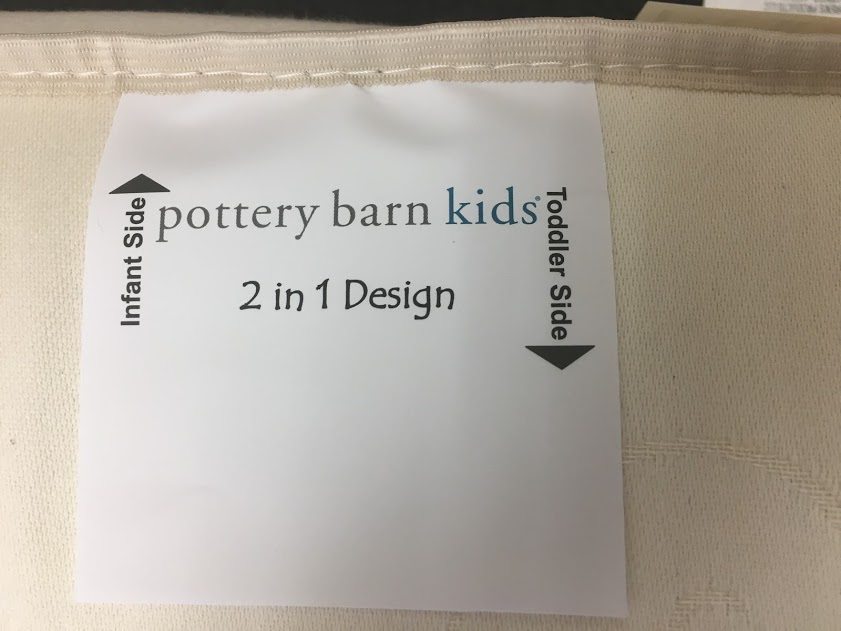 pottery barn kids®
2 in 1 Design
Infant Side
Toddler Side